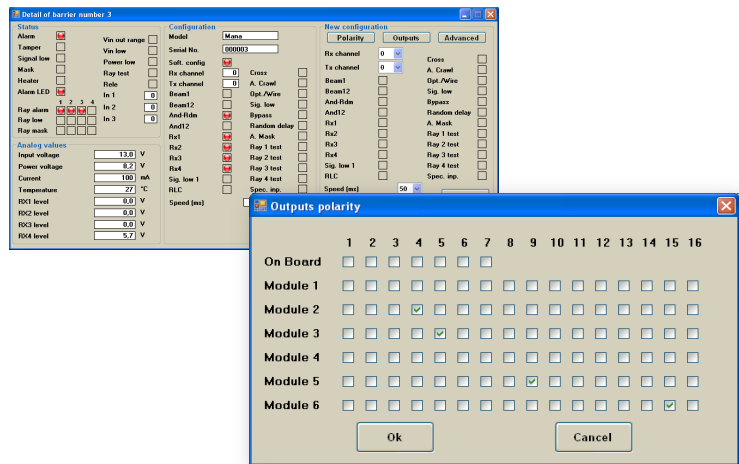 Detail of barrier number 3
Status
Alarm
Tamper
Signal low
Mask
Heater
Alarm LED
1 2 3 4
Ray alarm
Ray low
Ray mask
Vin out range
Vin low
Power low
Ray test
Rele
In 1 0
In 2 0
In 3 0
Analog values
Input voltage 13,0 V
Power voltage 8,2 V
Current 100 mA
Temperature 27 °C
RX1 level 0,0 V
RX2 level 0,0 V
RX3 level 0,0 V
RX4 level 5,7 V
Configuration
Model Mana
Serial No. 000003
Soft. config
Rx channel 0
Tx channel 0
Beam1
Beam12
And-Rdm
And12
Rx1
Rx2
Rx3
Rx4
Sig. low 1
RLC
Speed (ms)
Cross
A. Crawl
Opt./Wire
Sig. low
Bypass
Random delay
A. Mask
Ray 1 test
Ray 2 test
Ray 3 test
Ray 4 test
Spec. inp.
New configuration
Polarity Outputs Advanced
Rx channel 0
Tx channel 0
Beam1
Beam12
And-Rdm
And12
Rx1
Rx2
Rx3
Rx4
Sig. low 1
RLC
Speed (ms) 50
Cross
A. Crawl
Opt./Wire
Sig. low
Bypass
Random delay
A. Mask
Ray 1 test
Ray 2 test
Ray 3 test
Ray 4 test
Spec. inp.
Outputs polarity
1 2 3 4 5 6 7 8 9 10 11 12 13 14 15 16
On Board
Module 1
Module 2
Module 3
Module 4
Module 5
Module 6
Ok Cancel